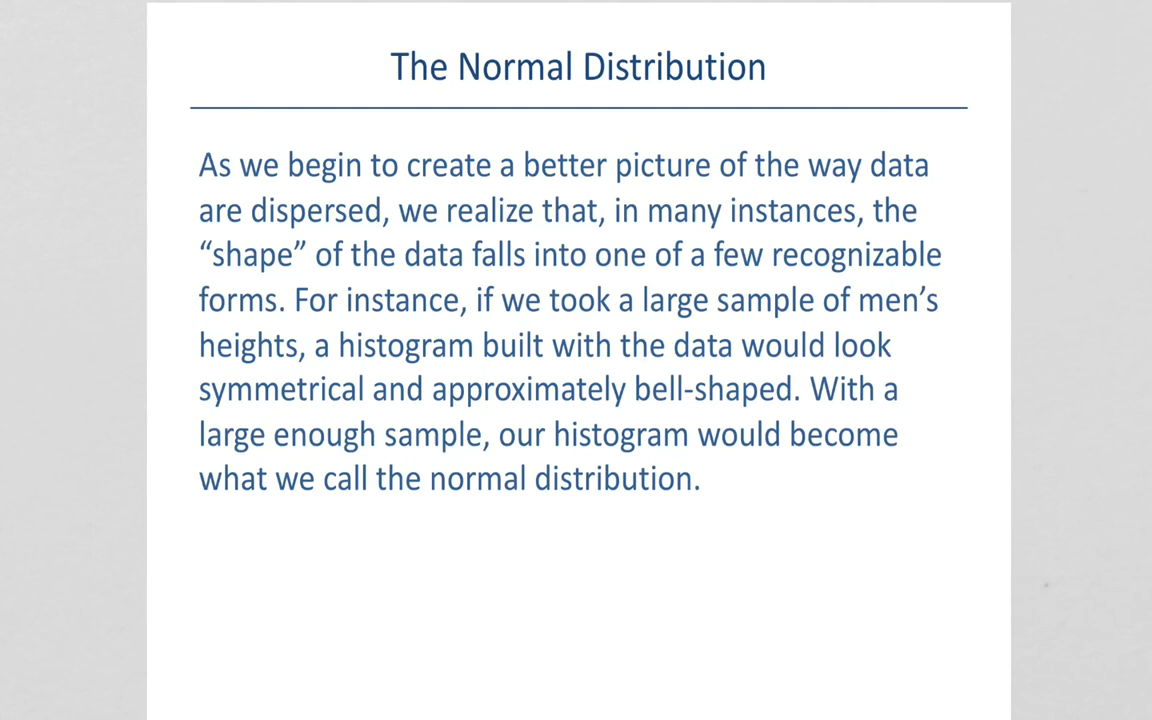 The Normal Distribution
As we begin to create a better picture of the way data
are dispersed, we realize that, in many instances, the
“shape” of the data falls into one of a few recognizable
forms. For instance, if we took a large sample of men’s
heights, a histogram built with the data would look
symmetrical and approximately bell-shaped. With a
large enough sample, our histogram would become
what we call the normal distribution.